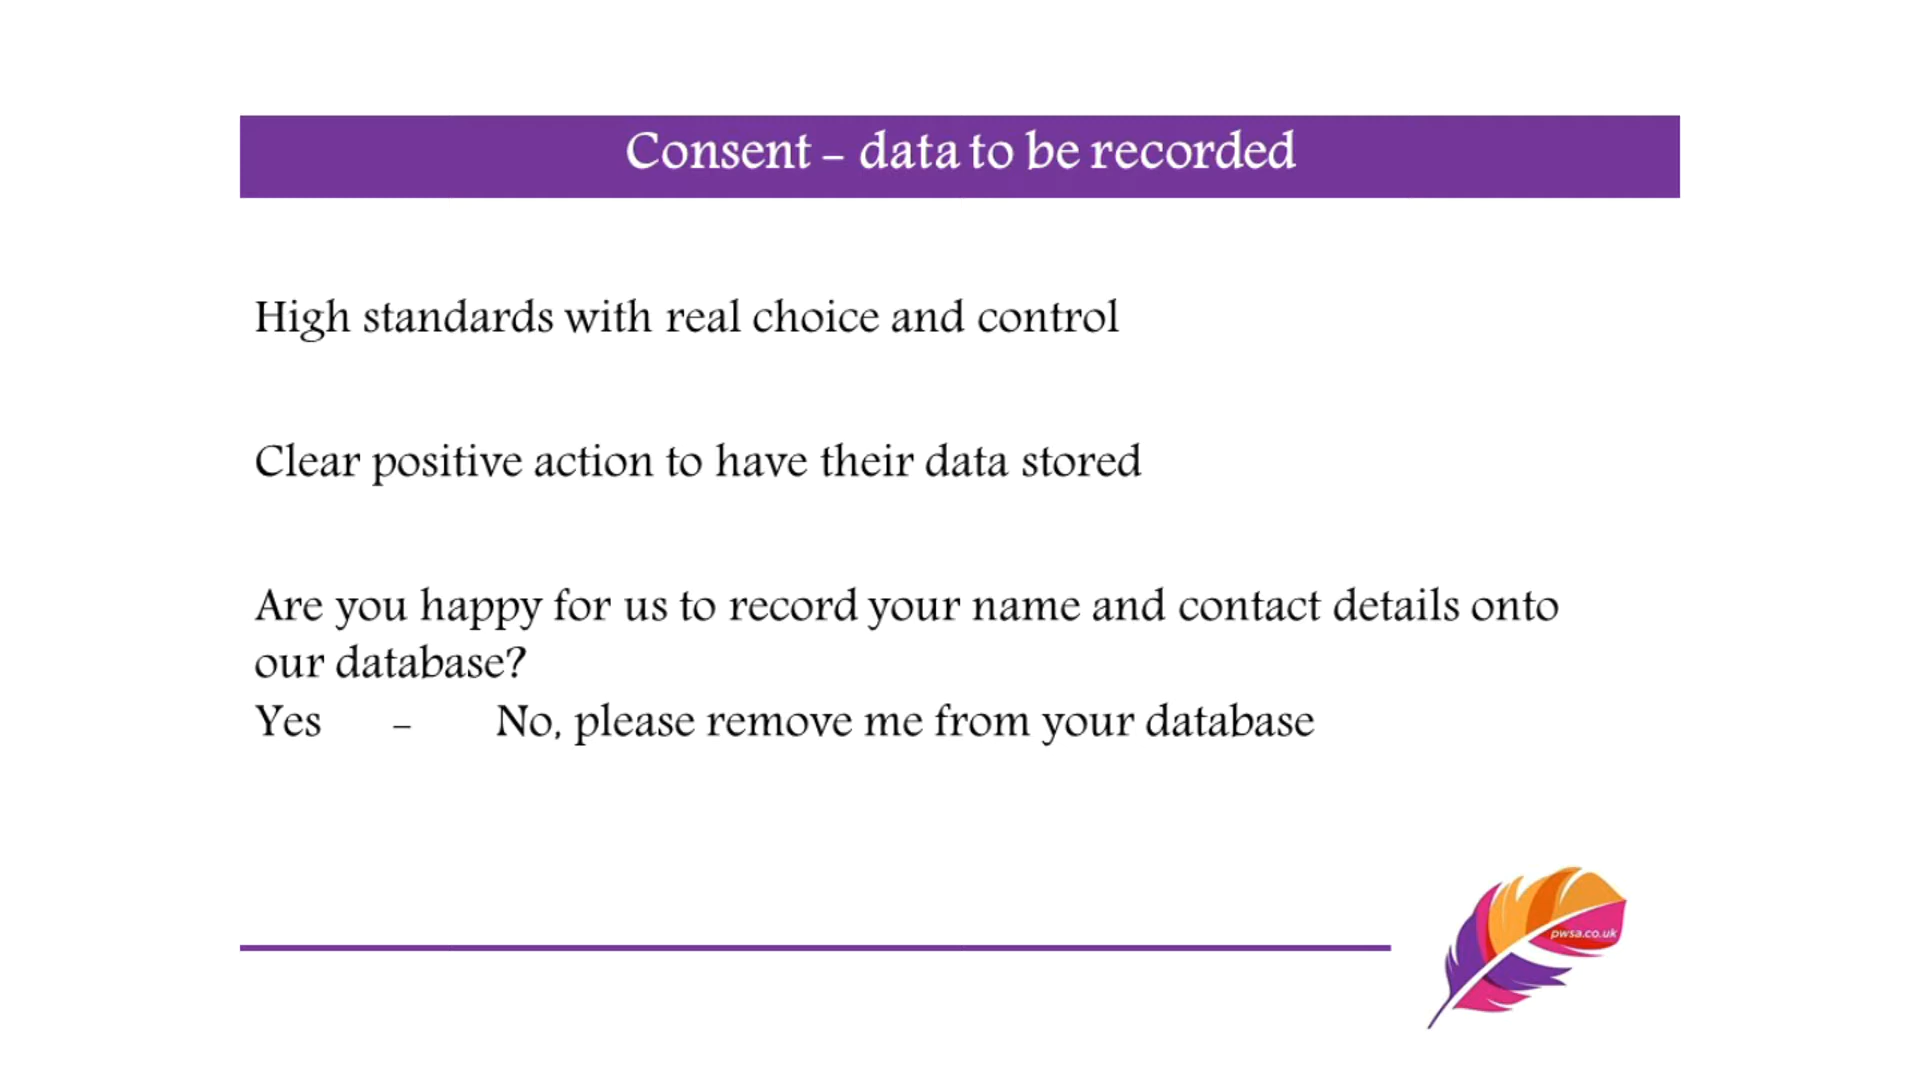 Consent – data to be recorded
High standards with real choice and control
Clear positive action to have their data stored
Are you happy for us to record your name and contact details onto
our database?
Yes – No, please remove me from your database
pwsa.co.uk